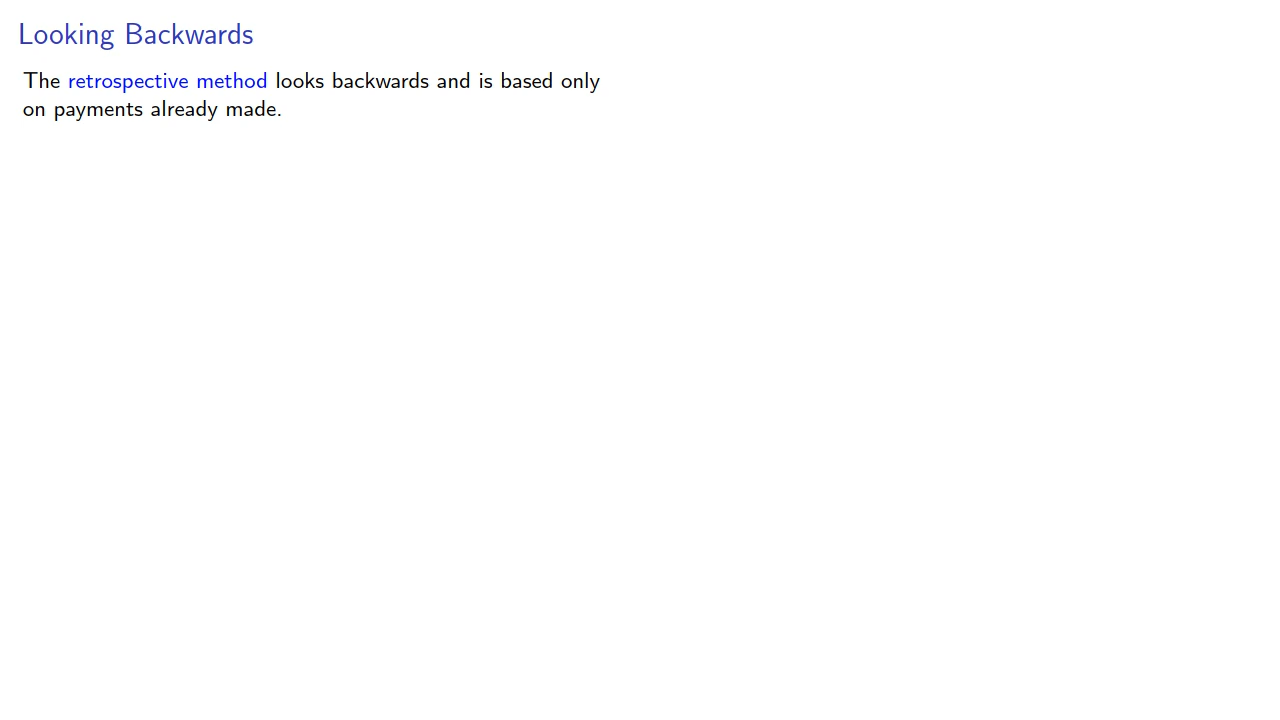 Looking Backwards
The retrospective method looks backwards and is based only
on payments already made.